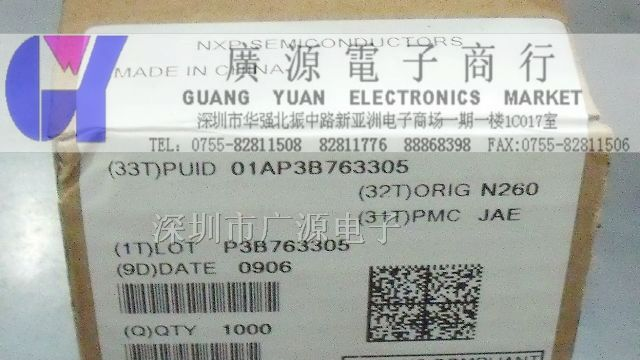 NXP SEMICONDUCTORS
MADE IN CHINA
廣源電子商行
GUANG YUAN ELECTRONICS MARKET
深圳市华强北振中路新亚洲电子商场一期一楼1C017室
TEL: 0755-82811508 82811776 88868398 FAX:0755-82811506
(33T)PUID 01AP3B763305
(32T)ORIG N260
(31T)PMC JAE
深圳市广源电子
(1T)LOT P3B763305
(9D)DATE 0906
(Q)QTY 1000